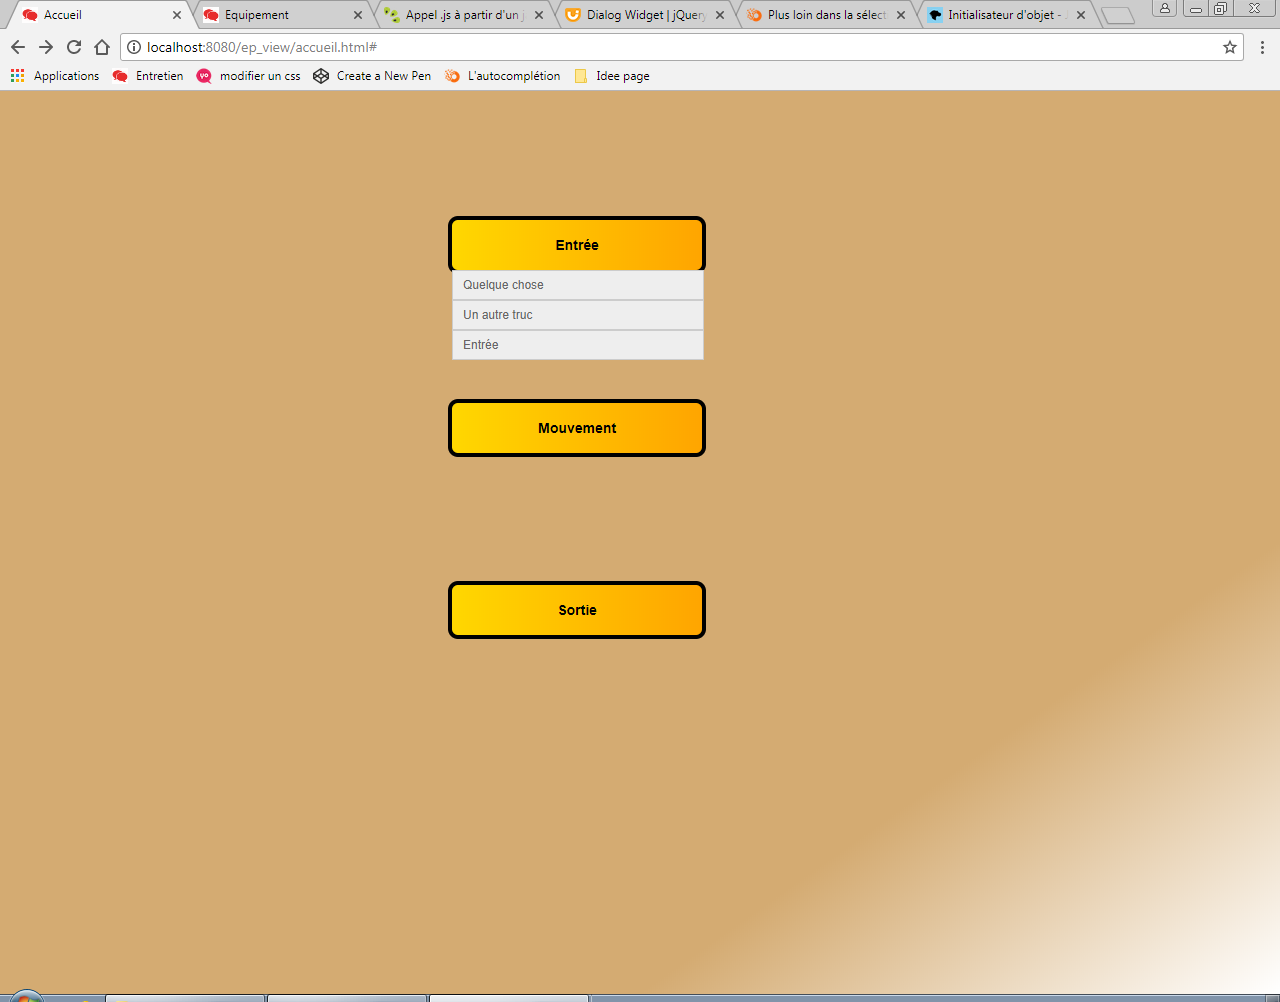 Accueil
Equipement
Appel .js à partir d'un j
Dialog Widget | jQuery
Plus loin dans la sélect
Initialisateur d'objet -
localhost:8080/ep_view/accueil.html#
Applications
Entretien
yo
modifier un css
Create a New Pen
L'autocomplétion
Idee page
Entrée
Quelque chose
Un autre truc
Entrée
Mouvement
Sortie